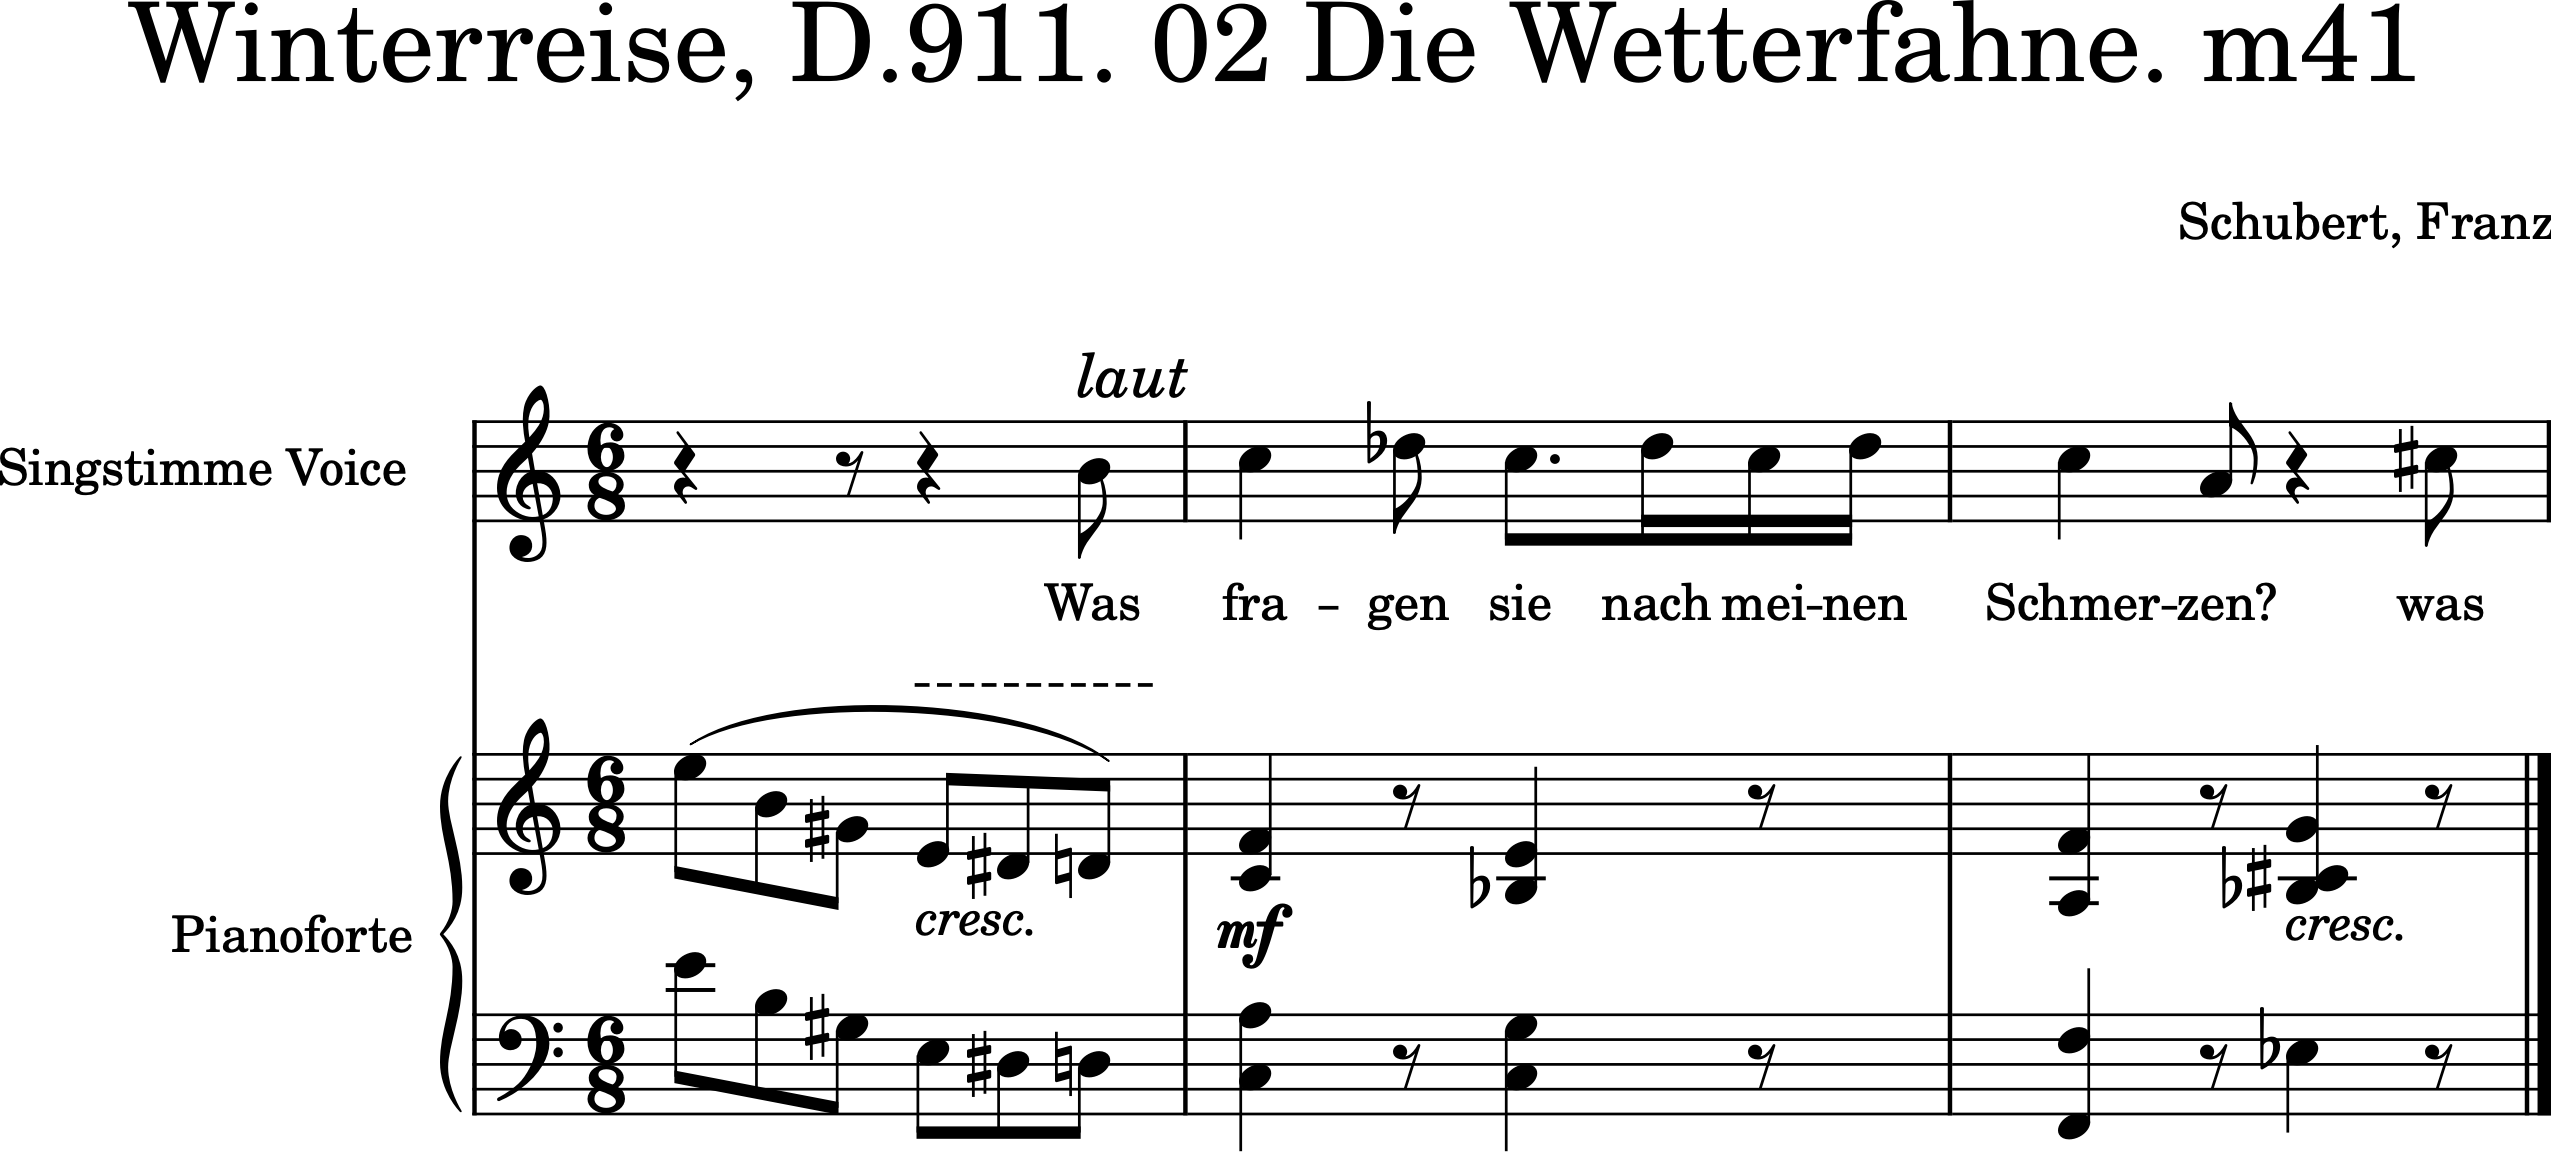 Winterreise, D.911. 02 Die Wetterfahne. m41
Schubert, Franz
laut
Singstimme Voice
Was fra - gen sie nach mei-nen Schmer-zen? was
cresc. mf cresc.
Pianoforte